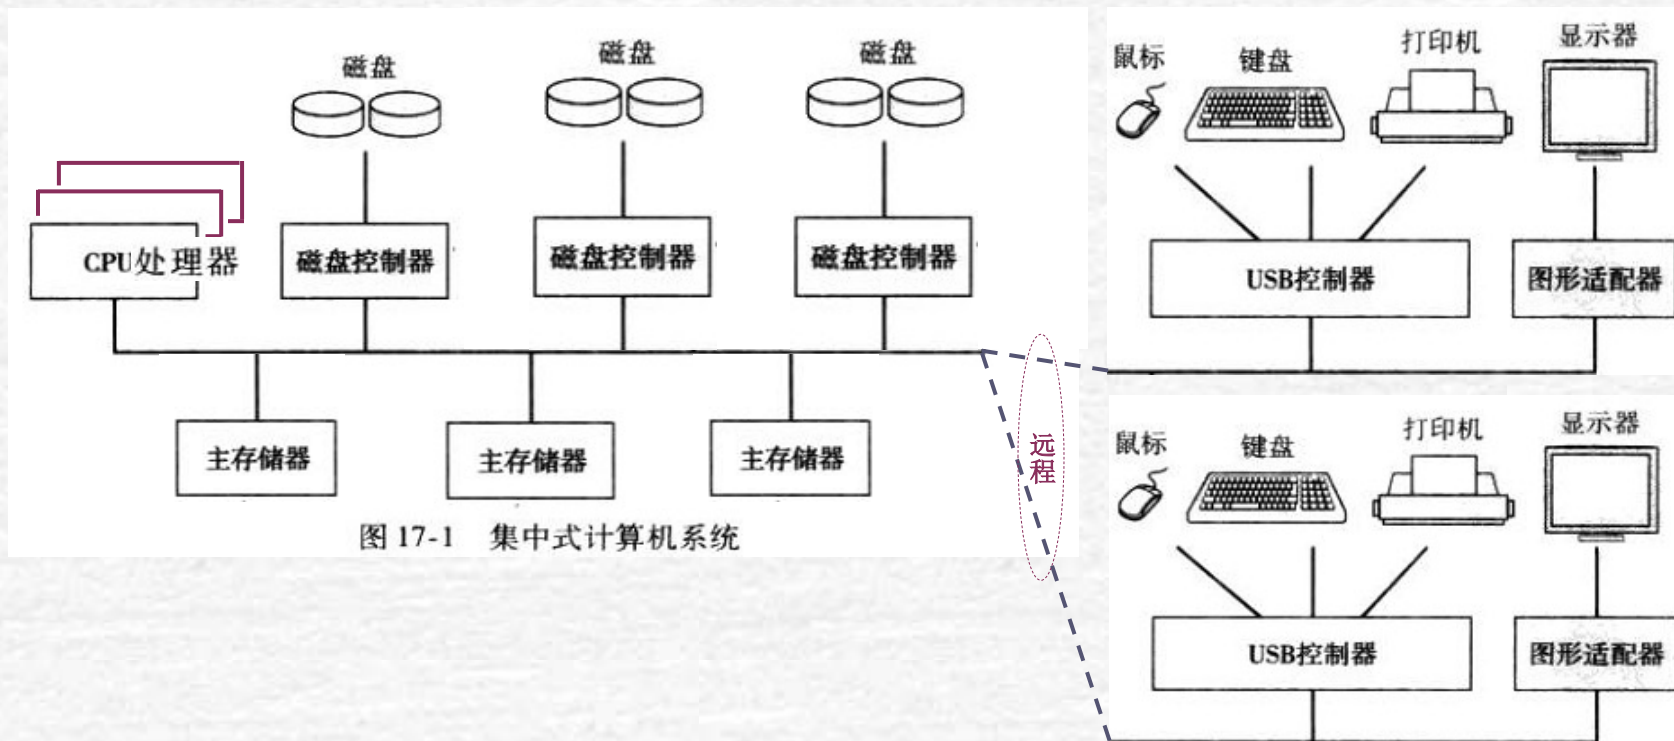 磁盘
磁盘
磁盘
CPU处理器
磁盘控制器
磁盘控制器
磁盘控制器
主存储器
主存储器
主存储器
图 17-1 集中式计算机系统
远程
鼠标
键盘
打印机
显示器
USB控制器
图形适配器
鼠标
键盘
打印机
显示器
USB控制器
图形适配器